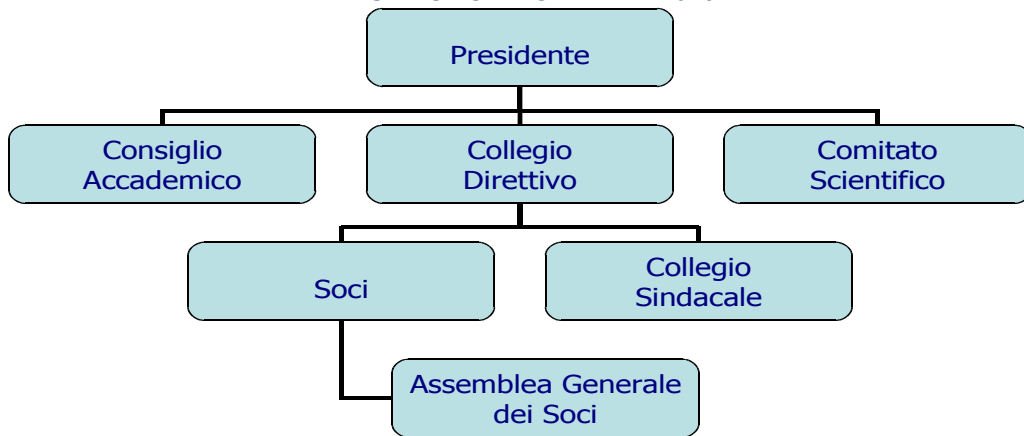 Presidente
Consiglio
Accademico
Collegio
Direttivo
Comitato
Scientifico
Soci
Collegio
Sindacale
Assemblea Generale
dei Soci